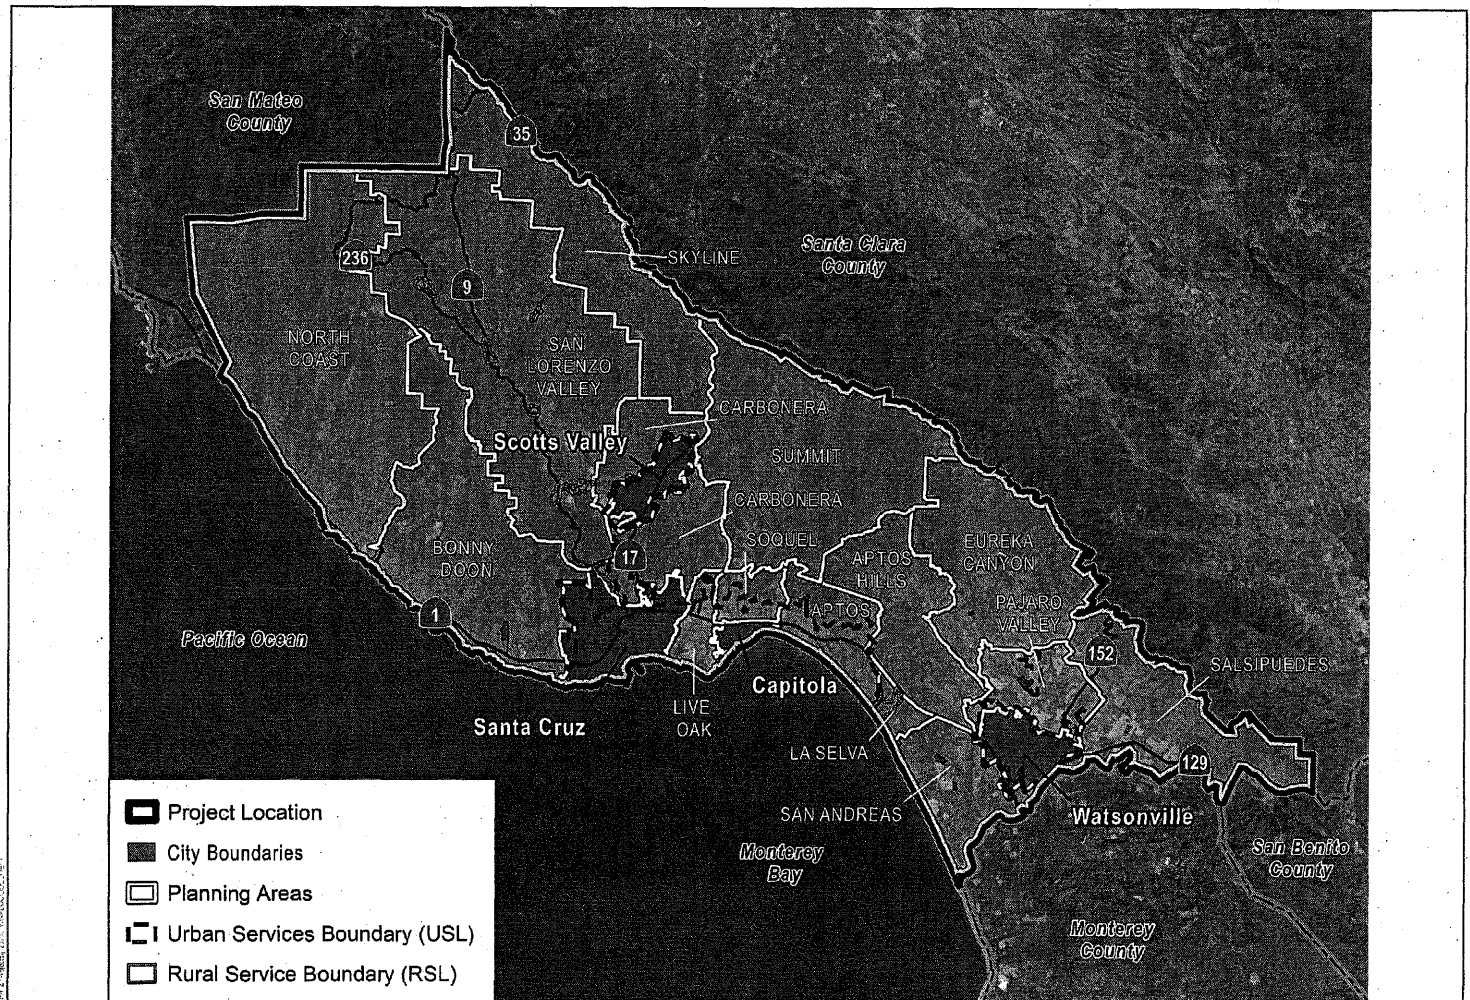 San Mateo
County
35
Santa Clara
County
SKYLINE
236
9
NORTH
COAST
SAN
LORENZO
VALLEY
CARBONERA
Scotts Valley
SUMMIT
CARBONERA
SOQUEL
BONNY
DOON
17
APTOS
HILLS
EUREKA
CANYON
PAJARO
VALLEY
APTOS
1
Pacific Ocean
152
SALSIPUEDES
Capitola
LIVE
OAK
Santa Cruz
LA SELVA
129
SAN ANDREAS
Watsonville
Monterey
Bay
San Benito
County
Monterey
County
Project Location
City Boundaries
Planning Areas
Urban Services Boundary (USL)
Rural Service Boundary (RSL)